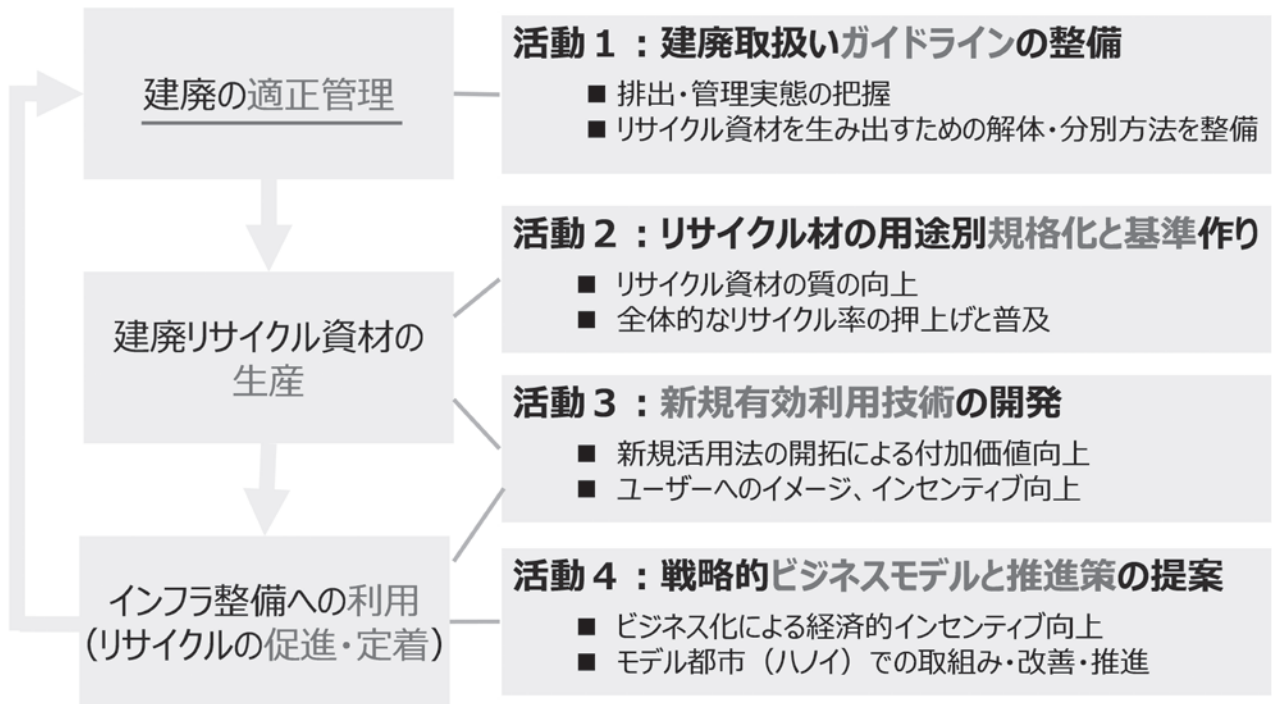 建廃の適正管理
活動１：建廃取扱いガイドラインの整備
■ 排出・管理実態の把握
■ リサイクル資材を生み出すための解体・分別方法を整備
建廃リサイクル資材の
生産
活動２：リサイクル材の用途別規格化と基準作り
■ リサイクル資材の質の向上
■ 全体的なリサイクル率の押上げと普及
活動３：新規有効利用技術の開発
■ 新規活用法の開拓による付加価値向上
■ ユーザーへのイメージ、インセンティブ向上
インフラ整備への利用
（リサイクルの促進・定着）
活動４：戦略的ビジネスモデルと推進策の提案
■ ビジネス化による経済的インセンティブ向上
■ モデル都市（ハノイ）での取組み・改善・推進